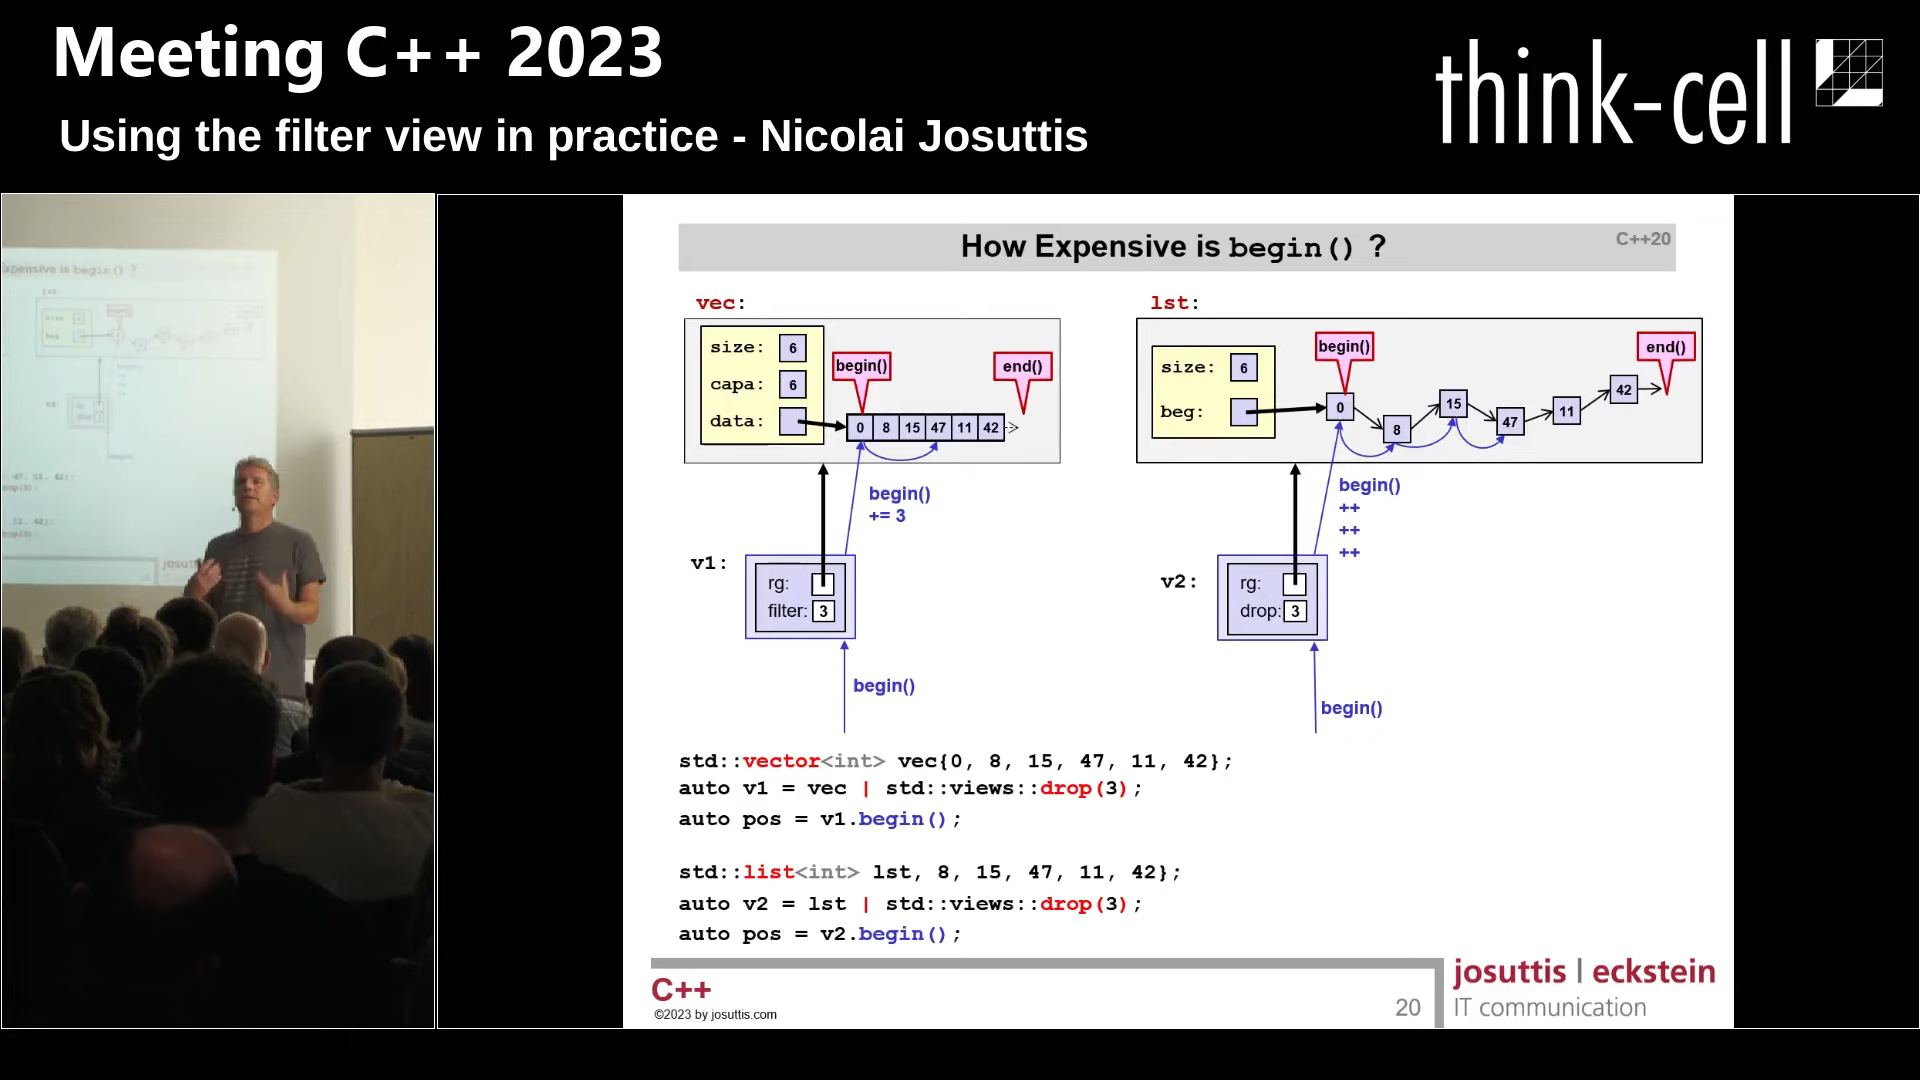 Meeting C++ 2023
Using the filter view in practice - Nicolai Josuttis
think-cell
How Expensive is begin() ?
C++20
vec:
size: 6
capa: 6
data:
begin()
end()
0 8 15 47 11 42
begin()
+= 3
v1:
rg:
filter: 3
begin()
lst:
size: 6
beg:
begin()
end()
0 8 15 47 11 42
begin()
++
++
++
v2:
rg:
drop: 3
begin()
std::vector<int> vec{0, 8, 15, 47, 11, 42};
auto v1 = vec | std::views::drop(3);
auto pos = v1.begin();
std::list<int> lst, 8, 15, 47, 11, 42};
auto v2 = lst | std::views::drop(3);
auto pos = v2.begin();
C++
©2023 by josuttis.com
20
josuttis | eckstein
IT communication